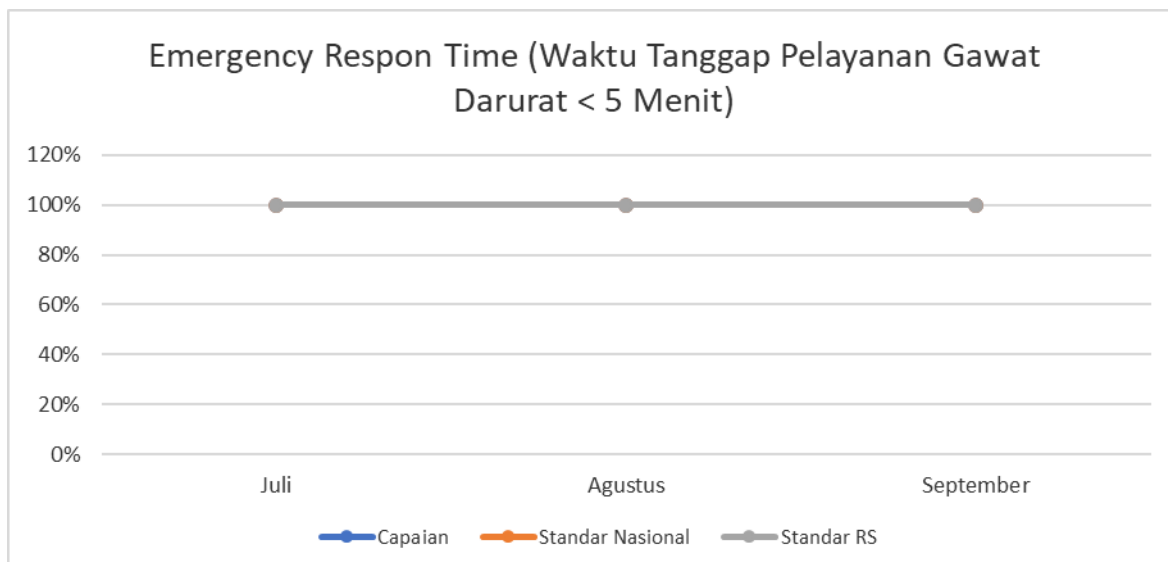 Emergency Respon Time (Waktu Tanggap Pelayanan Gawat
Darurat < 5 Menit)
120%
100%
80%
60%
40%
20%
0%
Juli Agustus September
Capaian Standar Nasional Standar RS